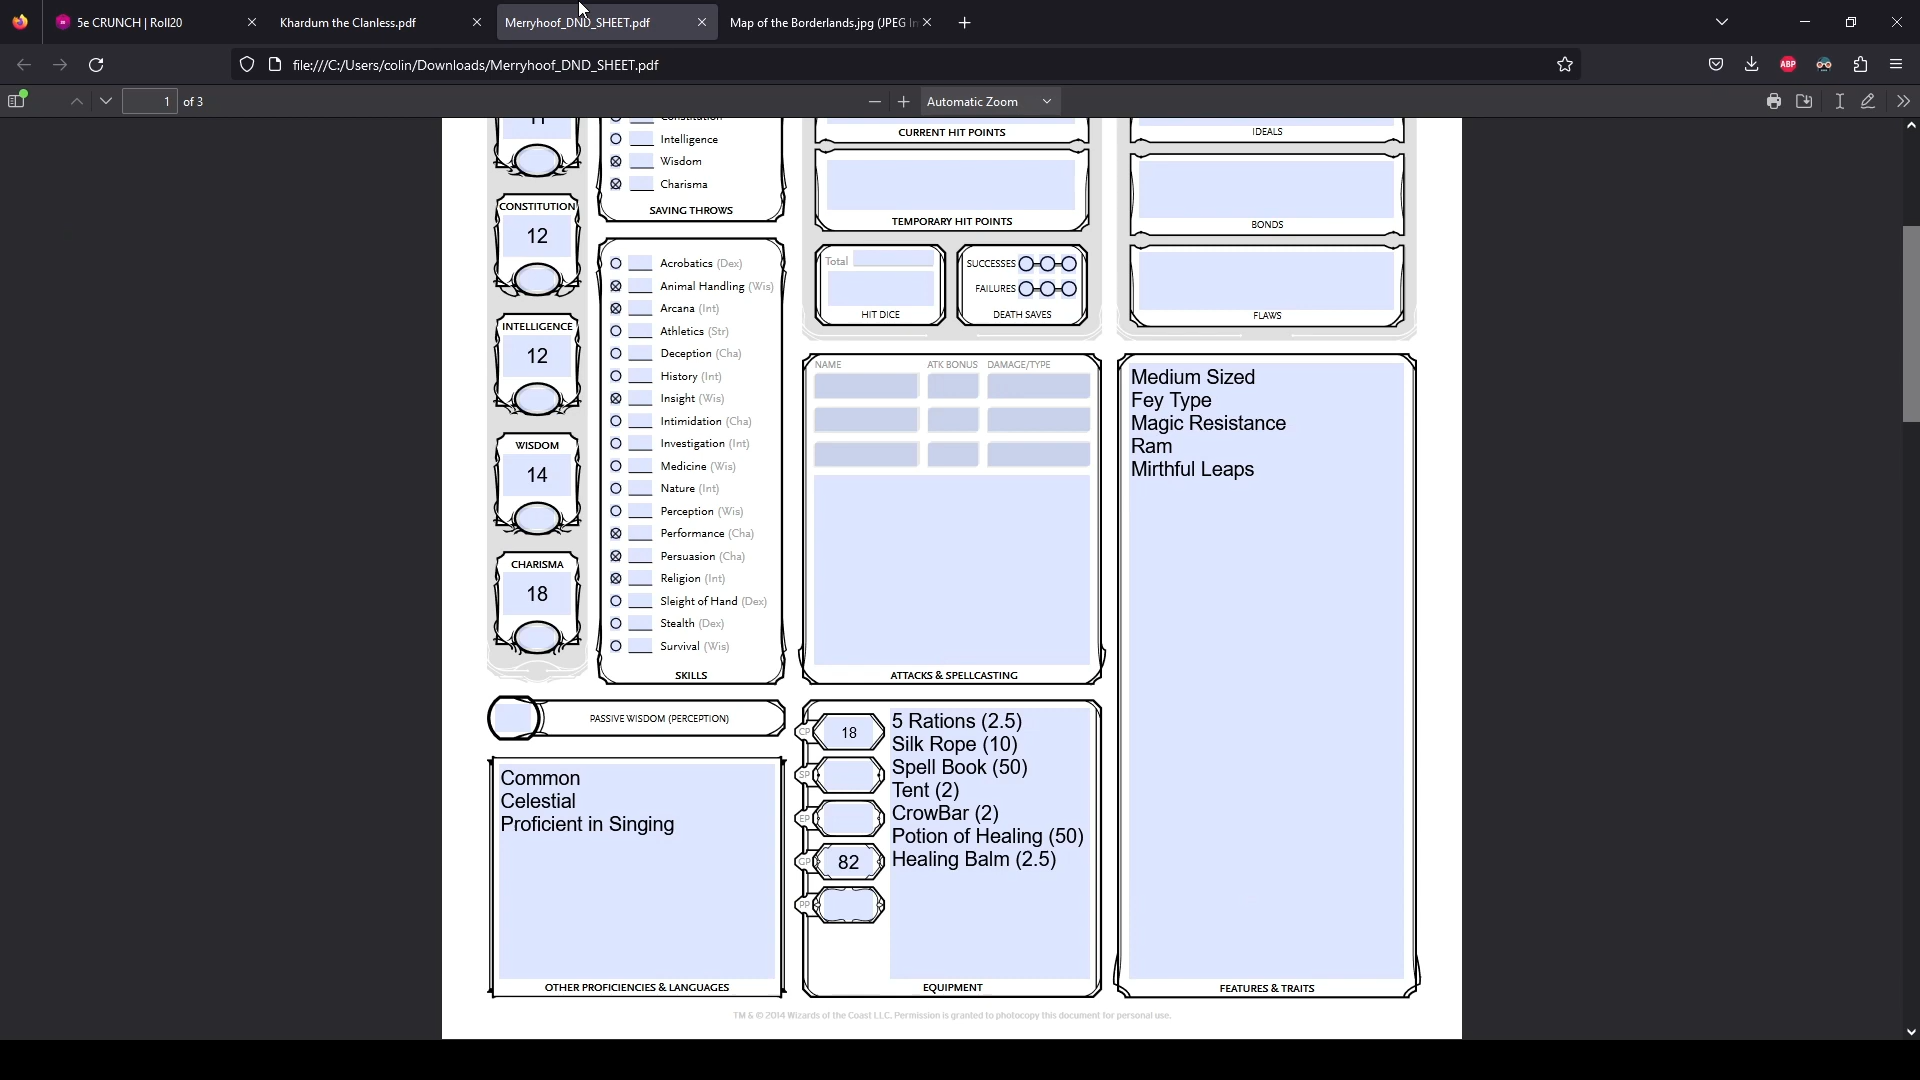 5e CRUNCH | Roll20
Khardum the Clanless.pdf
Merryhoof_DND_SHEET.pdf
Map of the Borderlands.jpg (JPEG
file:///C:/Users/colin/Downloads/Merryhoof_DND_SHEET.pdf
ABP
1 of 3
Automatic Zoom
Intelligence
Wisdom
Charisma
SAVING THROWS
CONSTITUTION
12
INTELLIGENCE
12
WISDOM
14
CHARISMA
18
Acrobatics (Dex)
Animal Handling (Wis)
Arcana (Int)
Athletics (Str)
Deception (Cha)
History (Int)
Insight (Wis)
Intimidation (Cha)
Investigation (Int)
Medicine (Wis)
Nature (Int)
Perception (Wis)
Performance (Cha)
Persuasion (Cha)
Religion (Int)
Sleight of Hand (Dex)
Stealth (Dex)
Survival (Wis)
SKILLS
PASSIVE WISDOM (PERCEPTION)
Common
Celestial
Proficient in Singing
OTHER PROFICIENCIES & LANGUAGES
CURRENT HIT POINTS
TEMPORARY HIT POINTS
Total
HIT DICE
SUCCESSES
FAILURES
DEATH SAVES
NAME ATK BONUS DAMAGE/TYPE
ATTACKS & SPELLCASTING
CP 18
SP
EP
GP 82
PP
5 Rations (2.5)
Silk Rope (10)
Spell Book (50)
Tent (2)
CrowBar (2)
Potion of Healing (50)
Healing Balm (2.5)
EQUIPMENT
IDEALS
BONDS
FLAWS
Medium Sized
Fey Type
Magic Resistance
Ram
Mirthful Leaps
FEATURES & TRAITS
TM & © 2014 Wizards of the Coast LLC. Permission is granted to photocopy this document for personal use.